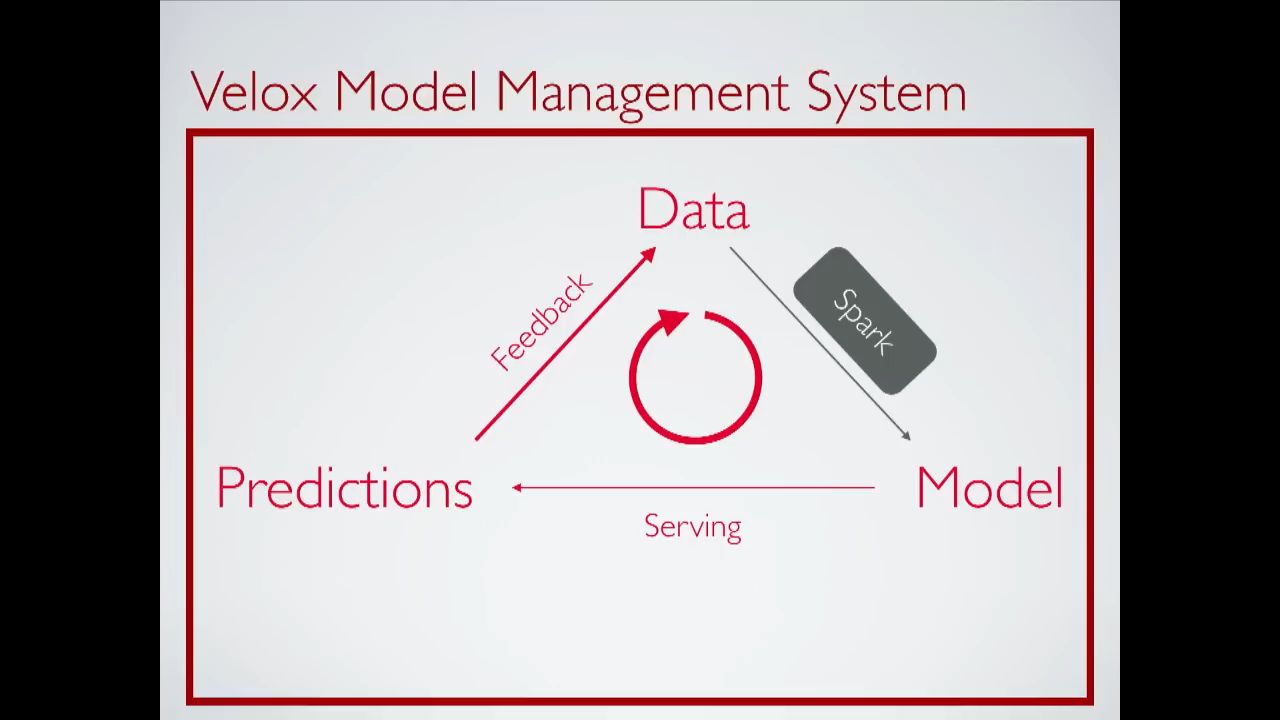 Velox Model Management System
Data
Feedback
Spark
Predictions
Model
Serving